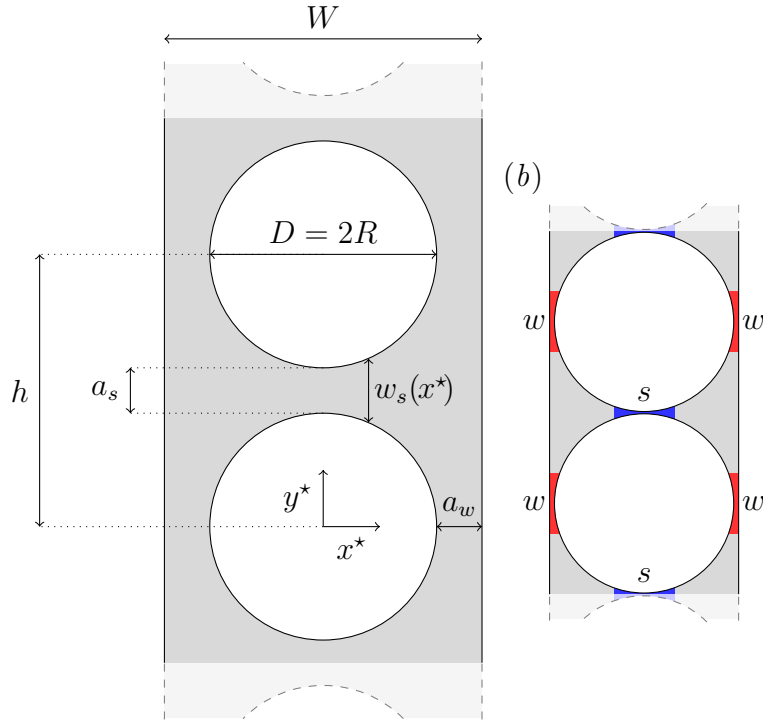 W
(b)
D = 2R
w w
h
a_s
w_s(x^⋆)
s
y^⋆
a_w
x^⋆
w w
s